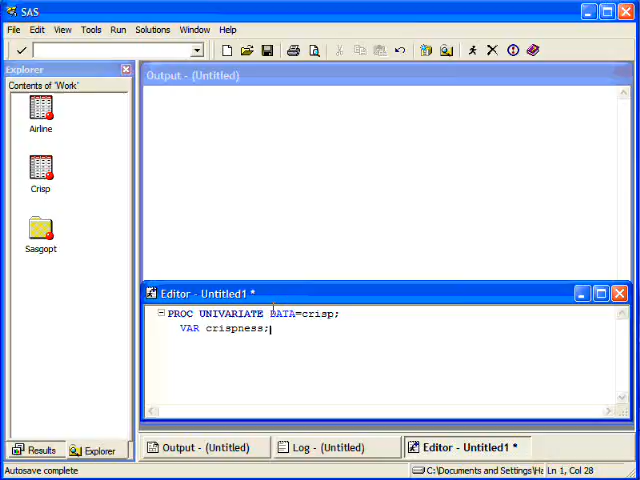 SAS
File Edit View Tools Run Solutions Window Help
Explorer
Contents of 'Work'
Airline
Crisp
Sasgopt
Output - (Untitled)
Editor - Untitled1 *
PROC UNIVARIATE DATA=crisp;
VAR crispness;
Results
Explorer
Output - (Untitled)
Log - (Untitled)
Editor - Untitled1 *
Autosave complete
C:\Documents and Settings\Ha
Ln 1, Col 28